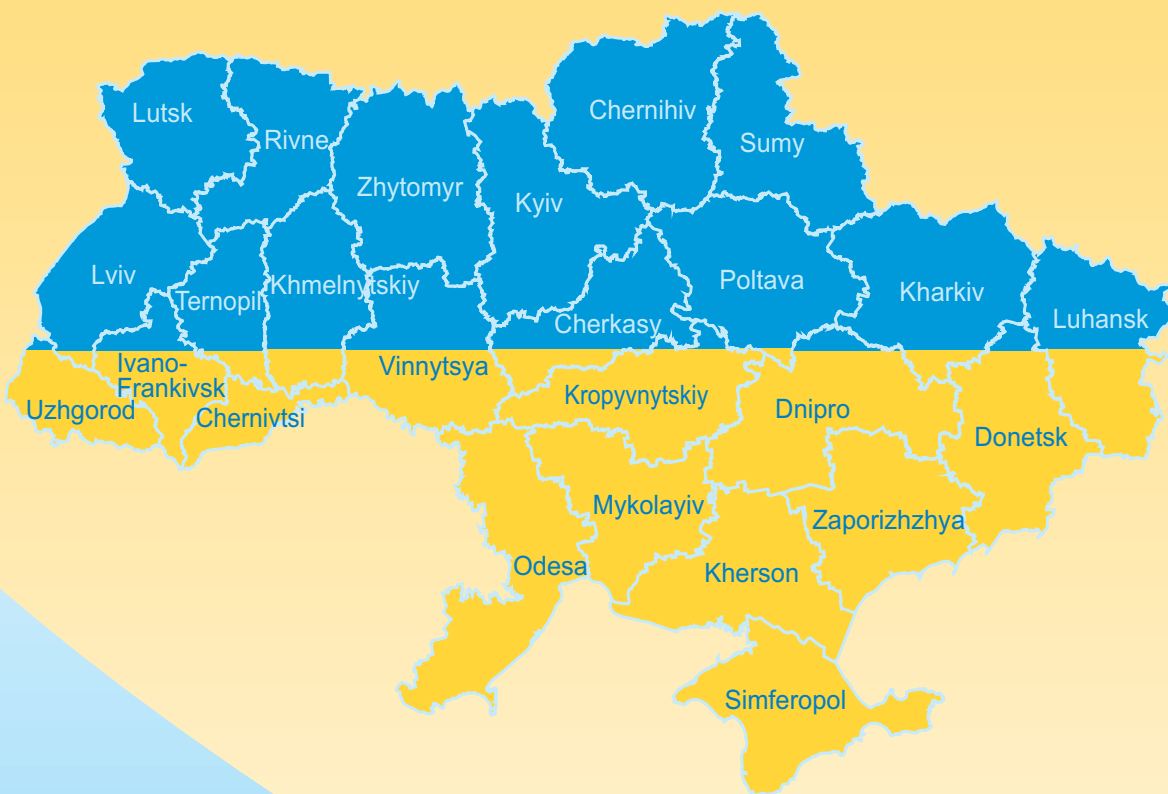 Lutsk
Rivne
Zhytomyr
Kyiv
Chernihiv
Sumy
Lviv
Ternopil
Khmelnytskiy
Cherkasy
Poltava
Kharkiv
Luhansk
Ivano-
Frankivsk
Uzhgorod
Chernivtsi
Vinnytsya
Kropyvnytskiy
Dnipro
Donetsk
Mykolayiv
Zaporizhzhya
Odesa
Kherson
Simferopol